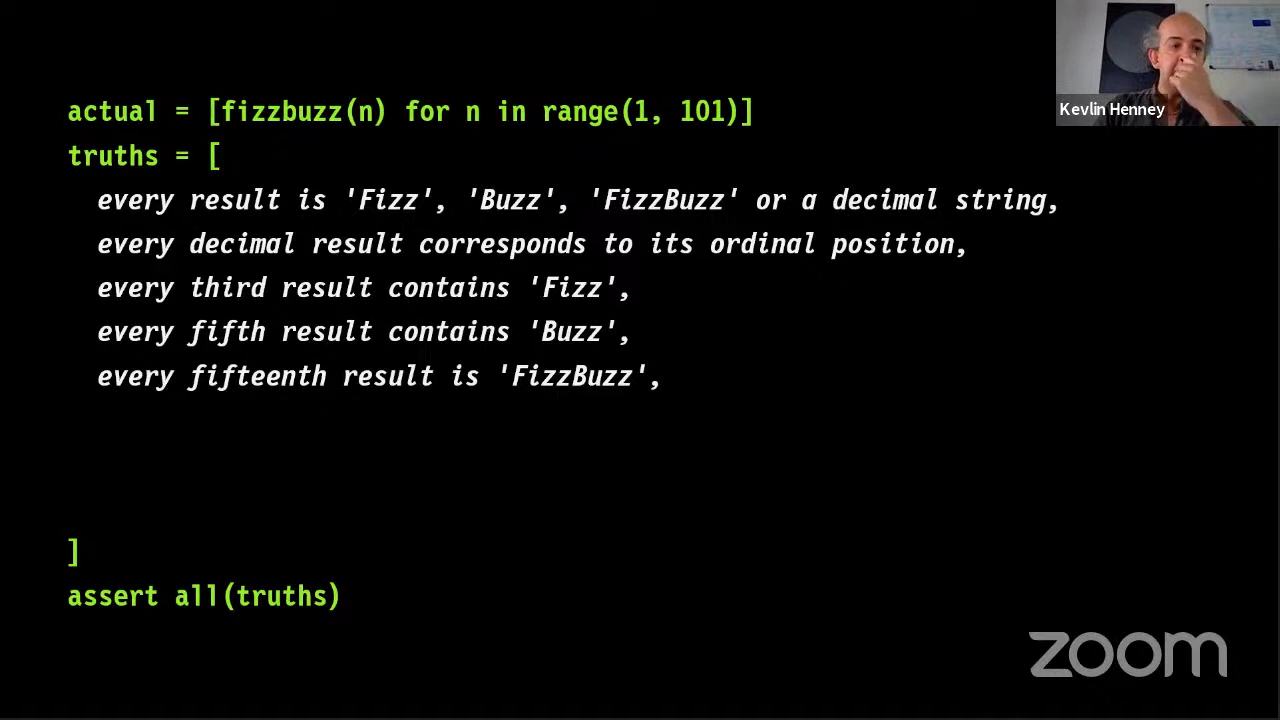 Kevlin Henney
actual = [fizzbuzz(n) for n in range(1, 101)]
truths = [
every result is 'Fizz', 'Buzz', 'FizzBuzz' or a decimal string,
every decimal result corresponds to its ordinal position,
every third result contains 'Fizz',
every fifth result contains 'Buzz',
every fifteenth result is 'FizzBuzz',
]
assert all(truths)
zoom